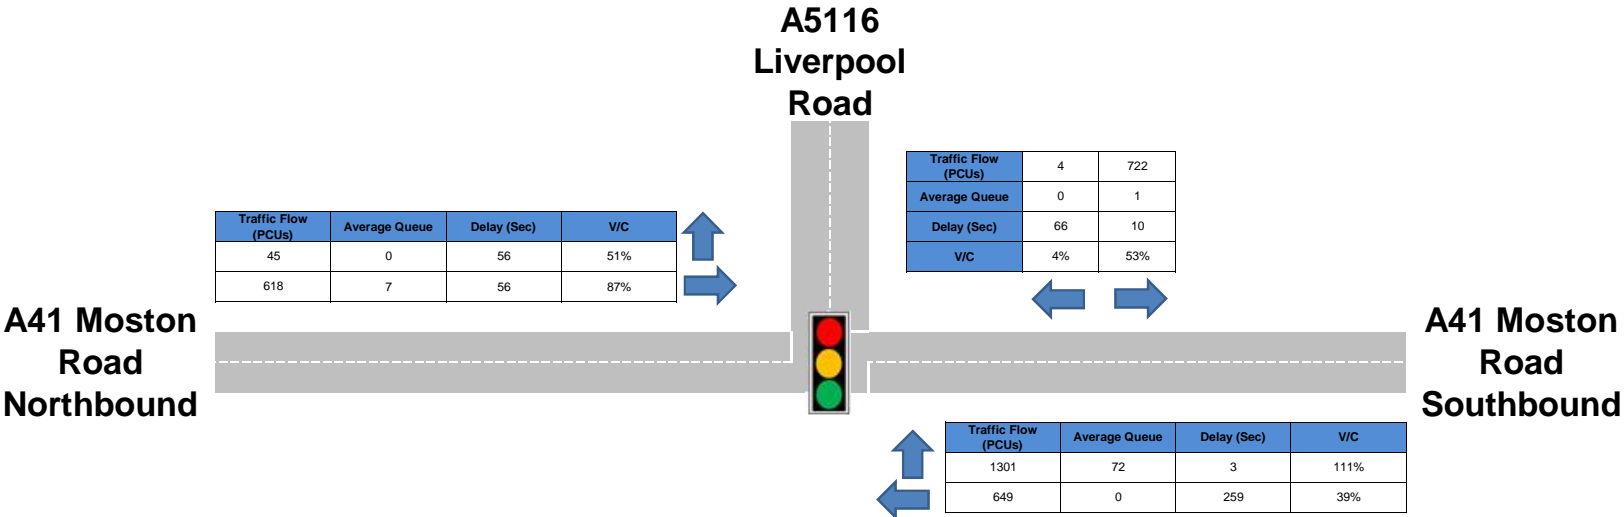 A5116
Liverpool
Road
Traffic Flow
(PCUs) 4 722
Average Queue 0 1
Delay (Sec) 66 10
V/C 4% 53%
Traffic Flow
(PCUs) Average Queue Delay (Sec) V/C
45 0 56 51%
618 7 56 87%
A41 Moston
Road
Northbound
A41 Moston
Road
Southbound
Traffic Flow
(PCUs) Average Queue Delay (Sec) V/C
1301 72 3 111%
649 0 259 39%